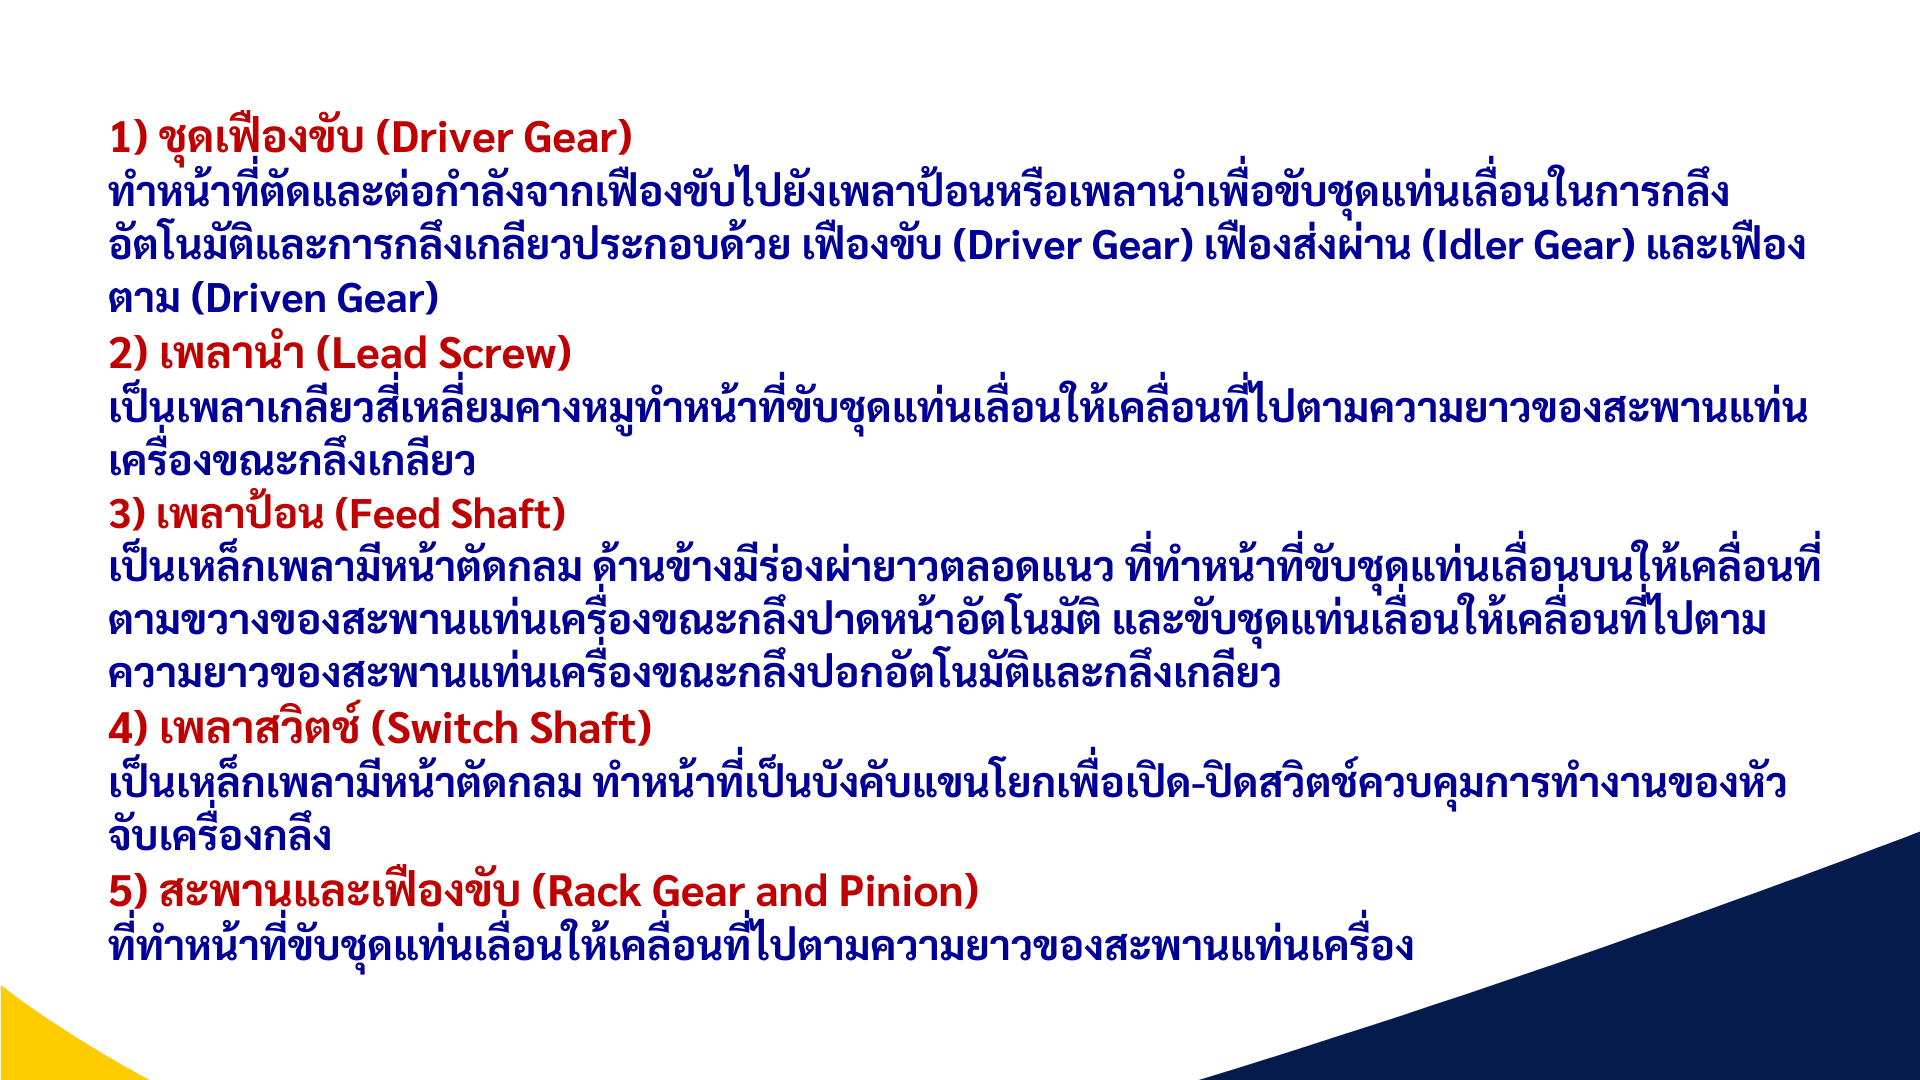 1) ชุดเฟืองขับ (Driver Gear)
ทำหน้าที่ตัดและต่อกำลังจากเฟืองขับไปยังเพลาป้อนหรือเพลานำเพื่อขับชุดแท่นเลื่อนในการกลึง
อัตโนมัติและการกลึงเกลียวประกอบด้วย เฟืองขับ (Driver Gear) เฟืองส่งผ่าน (Idler Gear) และเฟือง
ตาม (Driven Gear)
2) เพลานำ (Lead Screw)
เป็นเพลาเกลียวสี่เหลี่ยมคางหมูทำหน้าที่ขับชุดแท่นเลื่อนให้เคลื่อนที่ไปตามความยาวของสะพานแท่น
เครื่องขณะกลึงเกลียว
3) เพลาป้อน (Feed Shaft)
เป็นเหล็กเพลามีหน้าตัดกลม ด้านข้างมีร่องผ่ายาวตลอดแนว ที่ทำหน้าที่ขับชุดแท่นเลื่อนบนให้เคลื่อนที่
ตามขวางของสะพานแท่นเครื่องขณะกลึงปาดหน้าอัตโนมัติ และขับชุดแท่นเลื่อนให้เคลื่อนที่ไปตาม
ความยาวของสะพานแท่นเครื่องขณะกลึงปอกอัตโนมัติและกลึงเกลียว
4) เพลาสวิตช์ (Switch Shaft)
เป็นเหล็กเพลามีหน้าตัดกลม ทำหน้าที่เป็นบังคับแขนโยกเพื่อเปิด-ปิดสวิตช์ควบคุมการทำงานของหัว
จับเครื่องกลึง
5) สะพานและเฟืองขับ (Rack Gear and Pinion)
ที่ทำหน้าที่ขับชุดแท่นเลื่อนให้เคลื่อนที่ไปตามความยาวของสะพานแท่นเครื่อง